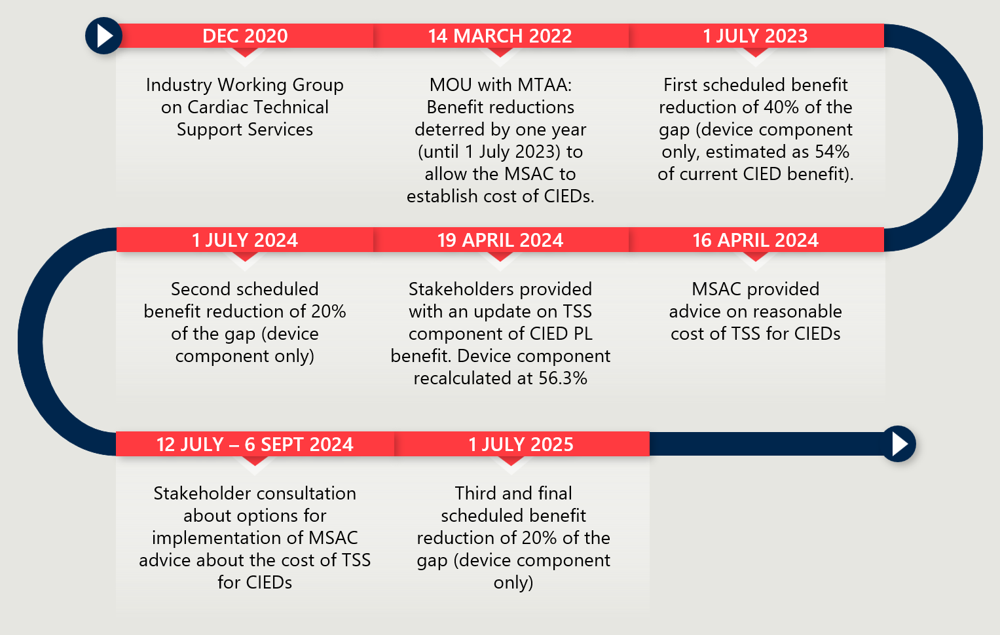 DEC 2020
Industry Working Group
on Cardiac Technical
Support Services
14 MARCH 2022
MOU with MTAA:
Benefit reductions
deterred by one year
(until 1 July 2023) to
allow the MSAC to
establish cost of CIEDs.
1 JULY 2023
First scheduled benefit
reduction of 40% of the
gap (device component
only, estimated as 54%
of current CIED benefit).
16 APRIL 2024
MSAC provided
advice on reasonable
cost of TSS for CIEDs
19 APRIL 2024
Stakeholders provided
with an update on TSS
component of CIED PL
benefit. Device component
recalculated at 56.3%
1 JULY 2024
Second scheduled
benefit reduction of 20%
of the gap (device
component only)
12 JULY – 6 SEPT 2024
Stakeholder consultation
about options for
implementation of MSAC
advice about the cost of TSS
for CIEDs
1 JULY 2025
Third and final
scheduled benefit
reduction of 20% of the
gap (device component
only)